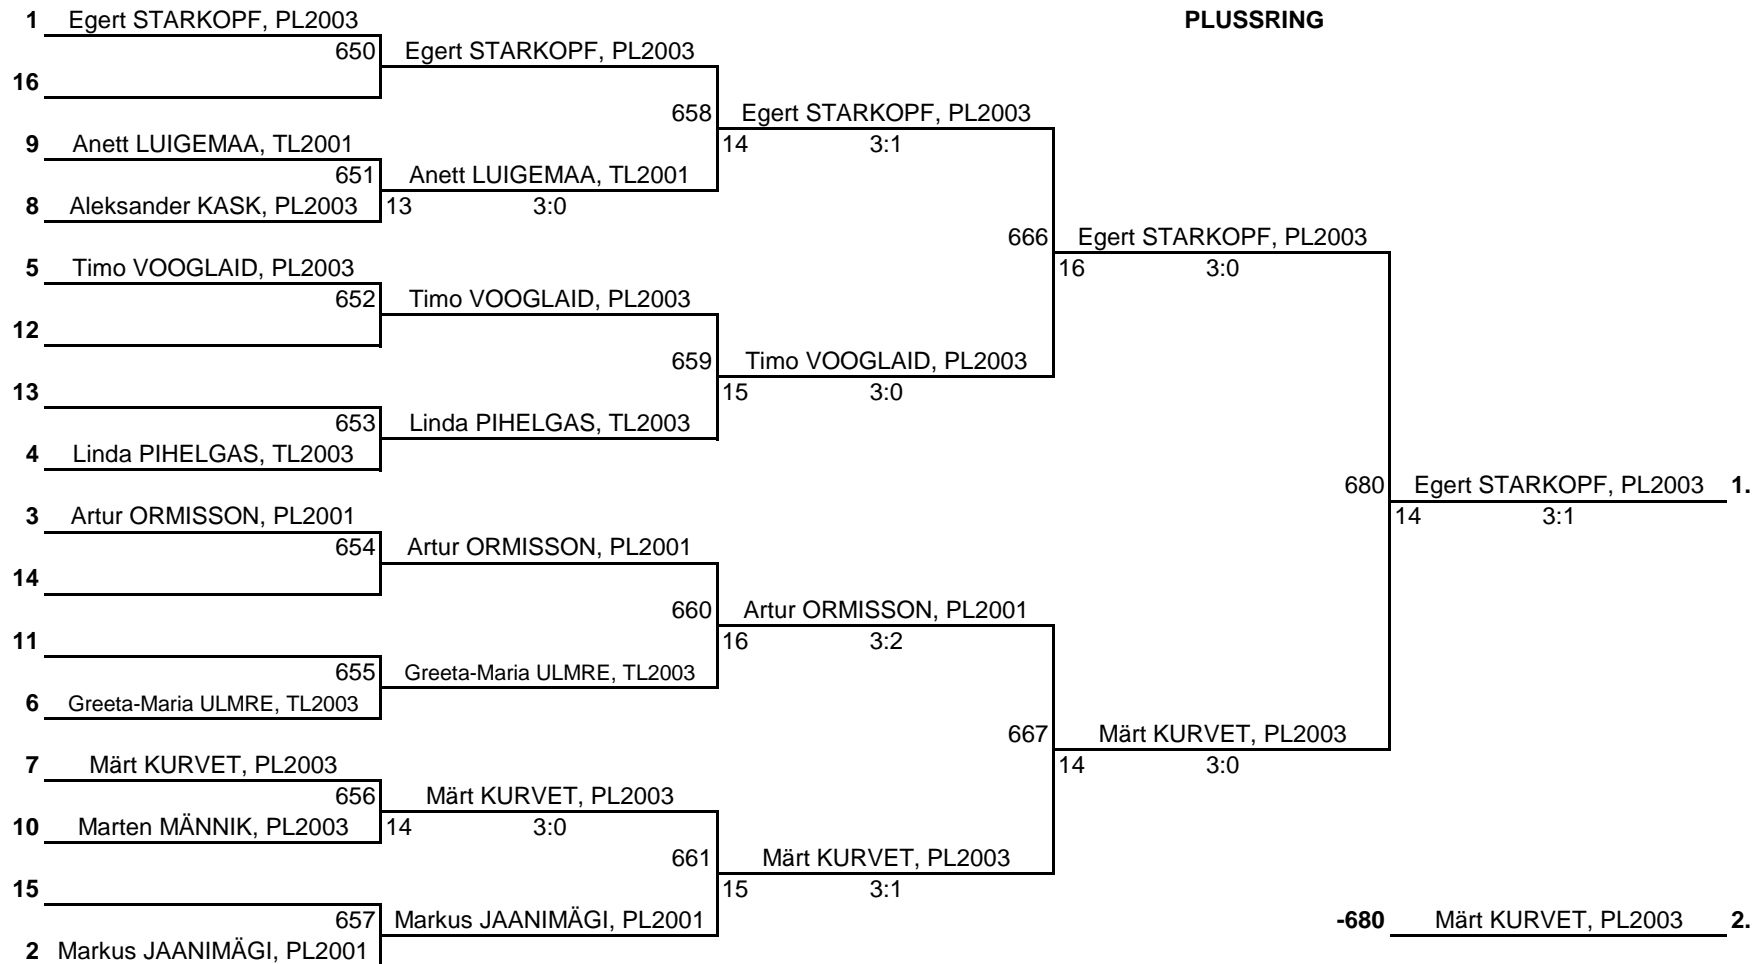 1 Egert STARKOPF, PL2003 PLUSSRING
650 Egert STARKOPF, PL2003
16
658 Egert STARKOPF, PL2003
9 Anett LUIGEMAA, TL2001 14 3:1
651 Anett LUIGEMAA, TL2001
8 Aleksander KASK, PL2003 13 3:0
666 Egert STARKOPF, PL2003
5 Timo VOOGLAID, PL2003 16 3:0
652 Timo VOOGLAID, PL2003
12
659 Timo VOOGLAID, PL2003
13 15 3:0
653 Linda PIHELGAS, TL2003
4 Linda PIHELGAS, TL2003
680 Egert STARKOPF, PL2003 1.
3 Artur ORMISSON, PL2001 14 3:1
654 Artur ORMISSON, PL2001
14
660 Artur ORMISSON, PL2001
11 16 3:2
655 Greeta-Maria ULMRE, TL2003
6 Greeta-Maria ULMRE, TL2003
667 Märt KURVET, PL2003
7 Märt KURVET, PL2003 14 3:0
656 Märt KURVET, PL2003
10 Marten MÄNNIK, PL2003 14 3:0
661 Märt KURVET, PL2003
15 15 3:1
657 Markus JAANIMÄGI, PL2001 -680 Märt KURVET, PL2003 2.
2 Markus JAANIMÄGI, PL2001